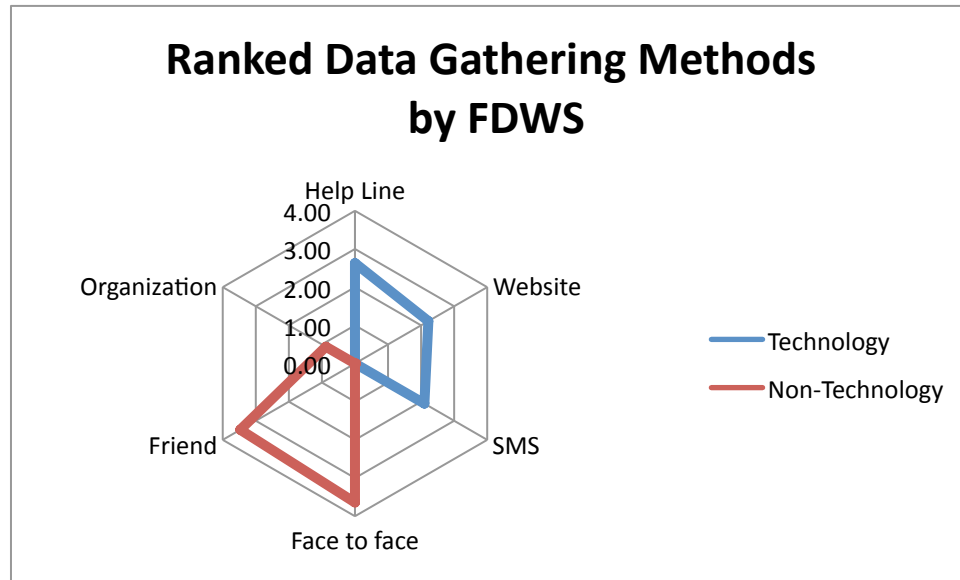 Ranked Data Gathering Methods
by FDWS
Help Line
4.00
3.00
2.00
1.00
0.00
Organization
Website
Friend
SMS
Face to face
Technology
Non-Technology